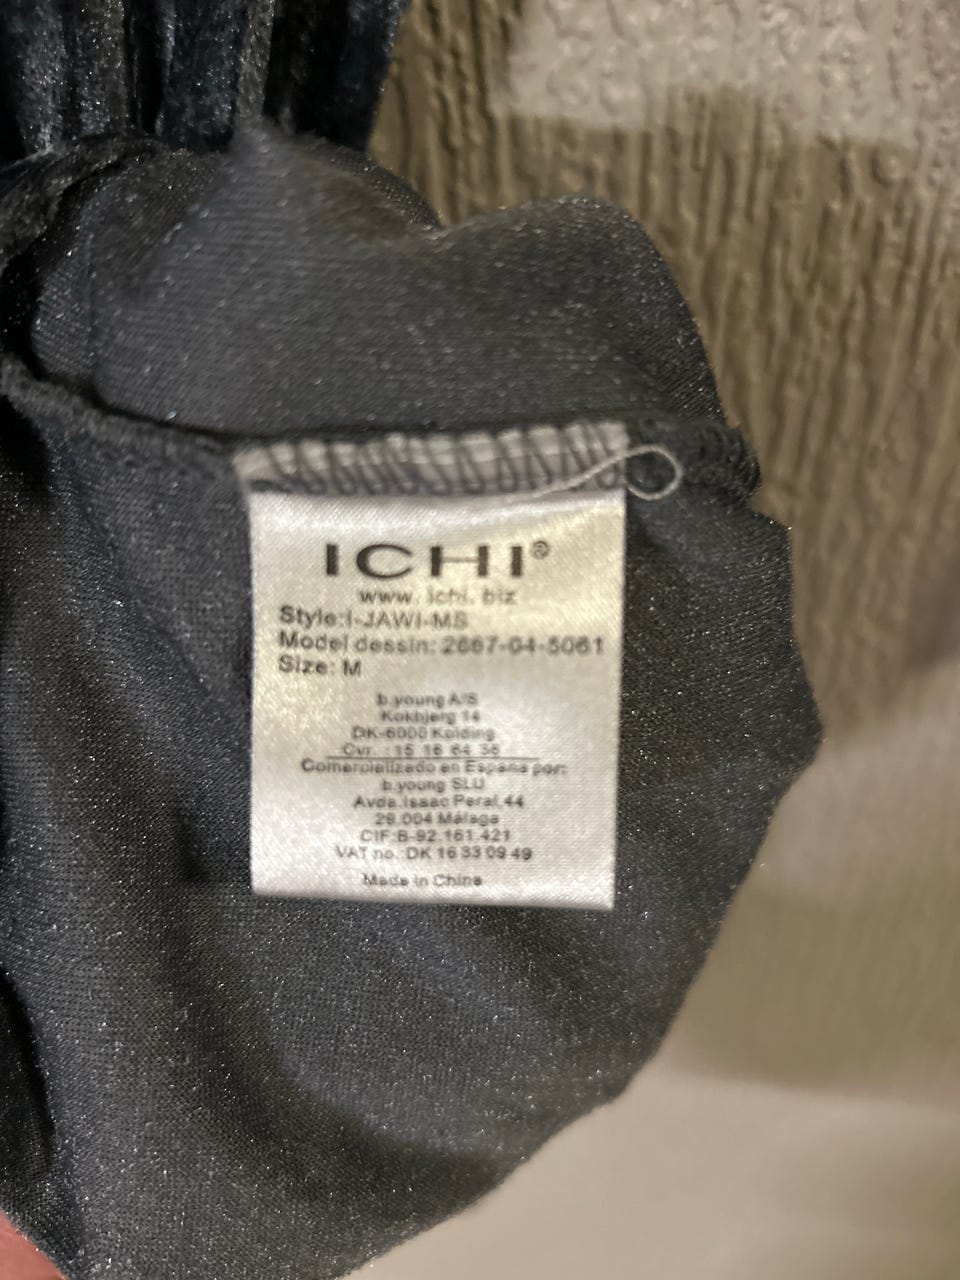 ICHI®
www.ichi.biz
Style:I-JAWI-MS
Model dessin: 2667-04-5061
Size: M
b.young A/S
Kokbjerg 14
DK-6000 Kolding
Cvr. : 15 16 64 36
Comercializado en España por:
b.young SLU
Avda.Isaac Peral,44
29.004 Málaga
CIF:B-92.161.421
VAT no.:DK 16 33 09 49
Made in China